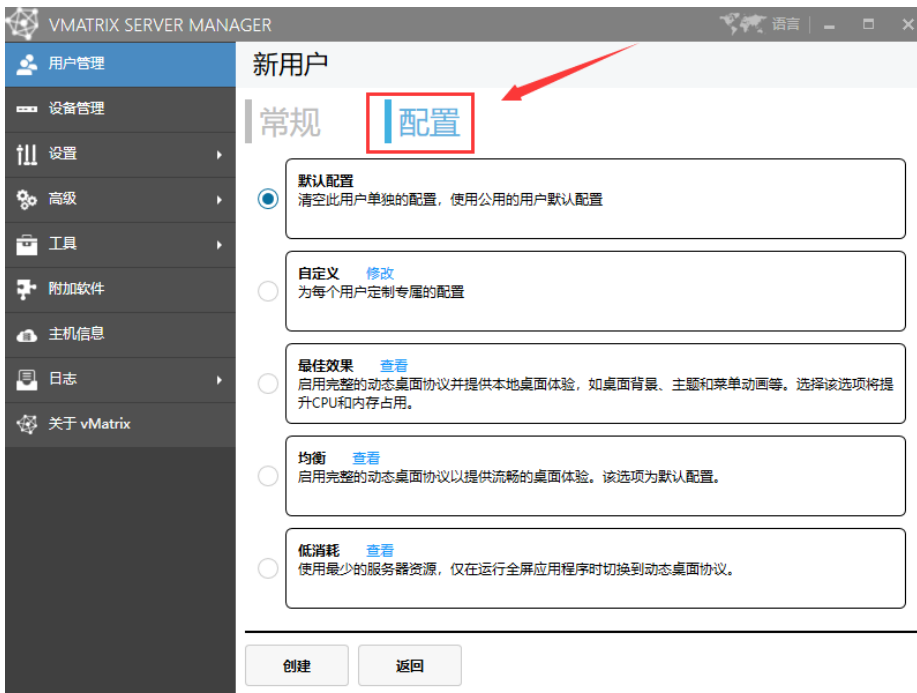 VMATRIX SERVER MANAGER
语言
用户管理
设备管理
设置
高级
工具
附加软件
主机信息
日志
关于 vMatrix
新用户
常规
配置
默认配置
清空此用户单独的配置，使用公用的用户默认配置
自定义 修改
为每个用户定制专属的配置
最佳效果 查看
启用完整的动态桌面协议并提供本地桌面体验，如桌面背景、主题和菜单动画等。选择该选项将提
升CPU和内存占用。
均衡 查看
启用完整的动态桌面协议以提供流畅的桌面体验。该选项为默认配置。
低消耗 查看
使用最少的服务器资源，仅在运行全屏应用程序时切换到动态桌面协议。
创建
返回